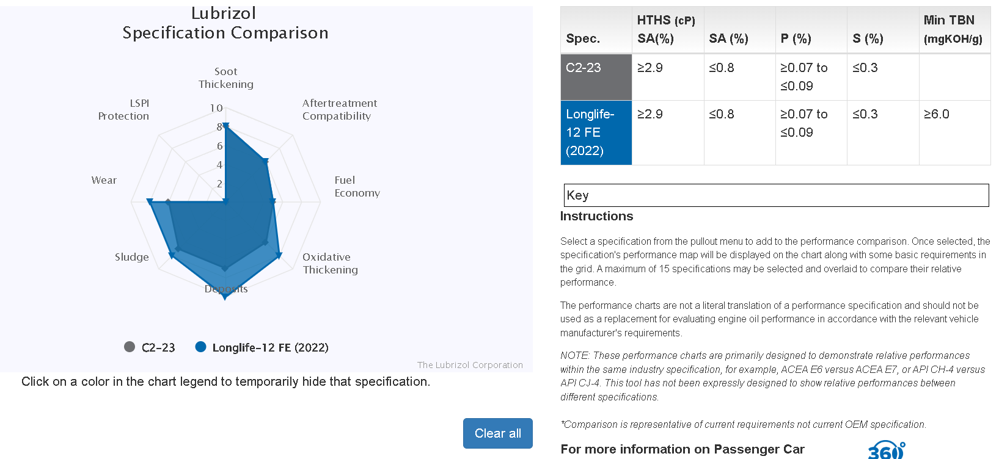 Lubrizol
Specification Comparison
Soot
Thickening
Aftertreatment
Compatibility
Fuel
Economy
Oxidative
Thickening
Deposits
Sludge
Wear
LSPI
Protection
10
8
6
4
2
C2-23
Longlife-12 FE (2022)
The Lubrizol Corporation
Click on a color in the chart legend to temporarily hide that specification.
Clear all
Spec. HTHS (cP) SA(%) SA (%) P (%) S (%) Min TBN (mgKOH/g)
C2-23 ≥2.9 ≤0.8 ≥0.07 to ≤0.09 ≤0.3
Longlife-12 FE (2022) ≥2.9 ≤0.8 ≥0.07 to ≤0.09 ≤0.3 ≥6.0
Key
Instructions
Select a specification from the pullout menu to add to the performance comparison. Once selected, the
specification's performance map will be displayed on the chart along with some basic requirements in
the grid. A maximum of 15 specifications may be selected and overlaid to compare their relative
performance.
The performance charts are not a literal translation of a performance specification and should not be
used as a replacement for evaluating engine oil performance in accordance with the relevant vehicle
manufacturer's requirements.
NOTE: These performance charts are primarily designed to demonstrate relative performances
within the same industry specification, for example, ACEA E6 versus ACEA E7, or API CH-4 versus
API CJ-4. This tool has not been expressly designed to show relative performances between
different specifications.
*Comparison is representative of current requirements not current OEM specification.
For more information on Passenger Car
360°